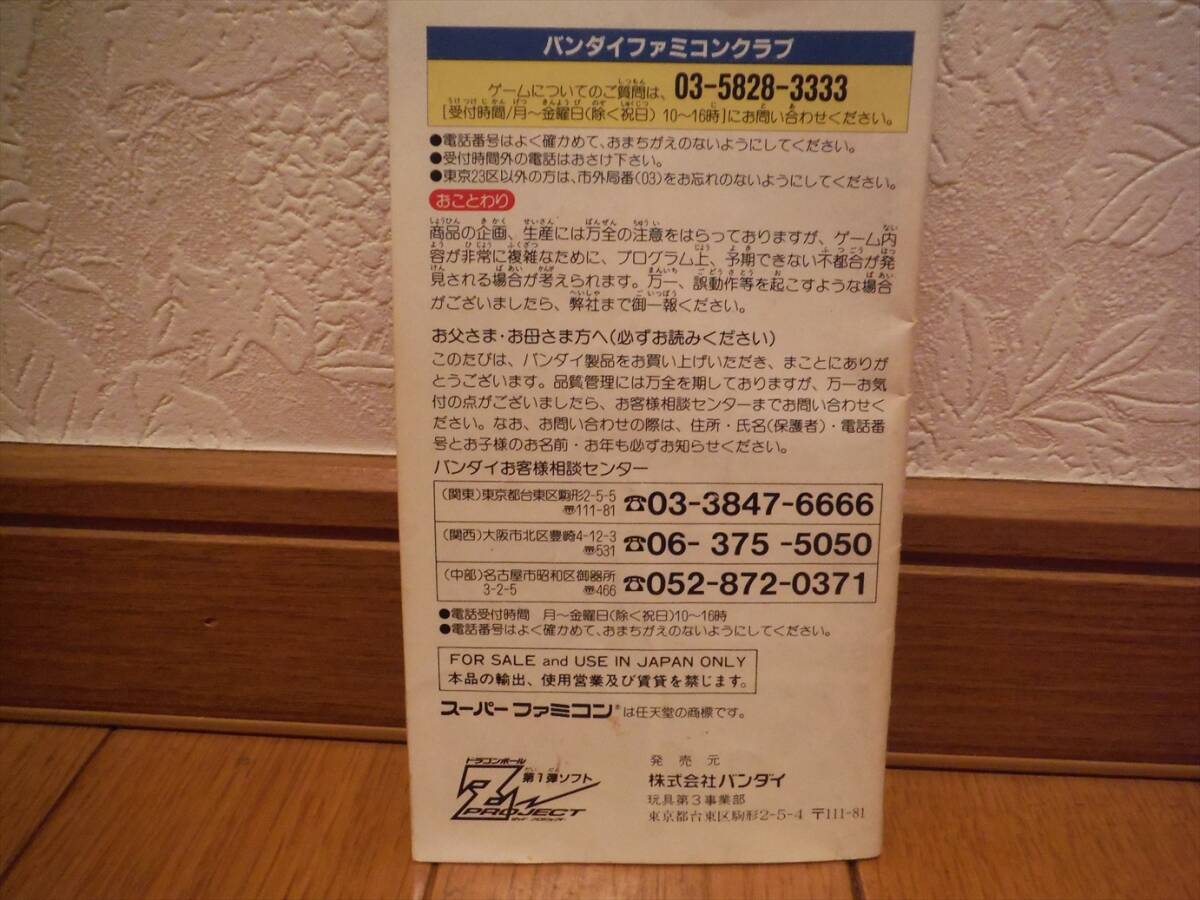 バンダイファミコンクラブ
ゲームについてのご質問は、03-5828-3333
[受付時間/月～金曜日(除く祝日) 10～16時]にお問い合わせください。
●電話番号はよく確かめて、おまちがえのないようにしてください。
●受付時間外の電話はおさけ下さい。
●東京23区以外の方は、市外局番(03)をお忘れのないようにしてください。
おことわり
商品の企画、生産には万全の注意をはらっておりますが、ゲーム内
容が非常に複雑なために、プログラム上、予期できない不都合が発
見される場合が考えられます。万一、誤動作等を起こすような場合
がございましたら、弊社まで御一報ください。
お父さま・お母さま方へ(必ずお読みください)
このたびは、バンダイ製品をお買い上げいただき、まことにありが
とうございます。品質管理には万全を期しておりますが、万一お気
付の点がございましたら、お客様相談センターまでお問い合わせく
ださい。なお、お問い合わせの際は、住所・氏名(保護者)・電話番
号とお子様のお名前・お年も必ずお知らせください。
バンダイお客様相談センター
(関東)東京都台東区駒形2-5-5
〒111-81 ☎03-3847-6666
(関西)大阪市北区豊崎4-12-3
〒531 ☎06-375-5050
(中部)名古屋市昭和区御器所
3-2-5 〒466 ☎052-872-0371
●電話受付時間 月～金曜日(除く祝日)10～16時
●電話番号はよく確かめて、おまちがえのないようにしてください。
FOR SALE and USE IN JAPAN ONLY
本品の輸出、使用営業及び賃貸を禁じます。
スーパーファミコン®は任天堂の商標です。
ドラゴンボール
第1弾ソフト
PROJECT
発売元
株式会社バンダイ
玩具第3事業部
東京都台東区駒形2-5-4 〒111-81